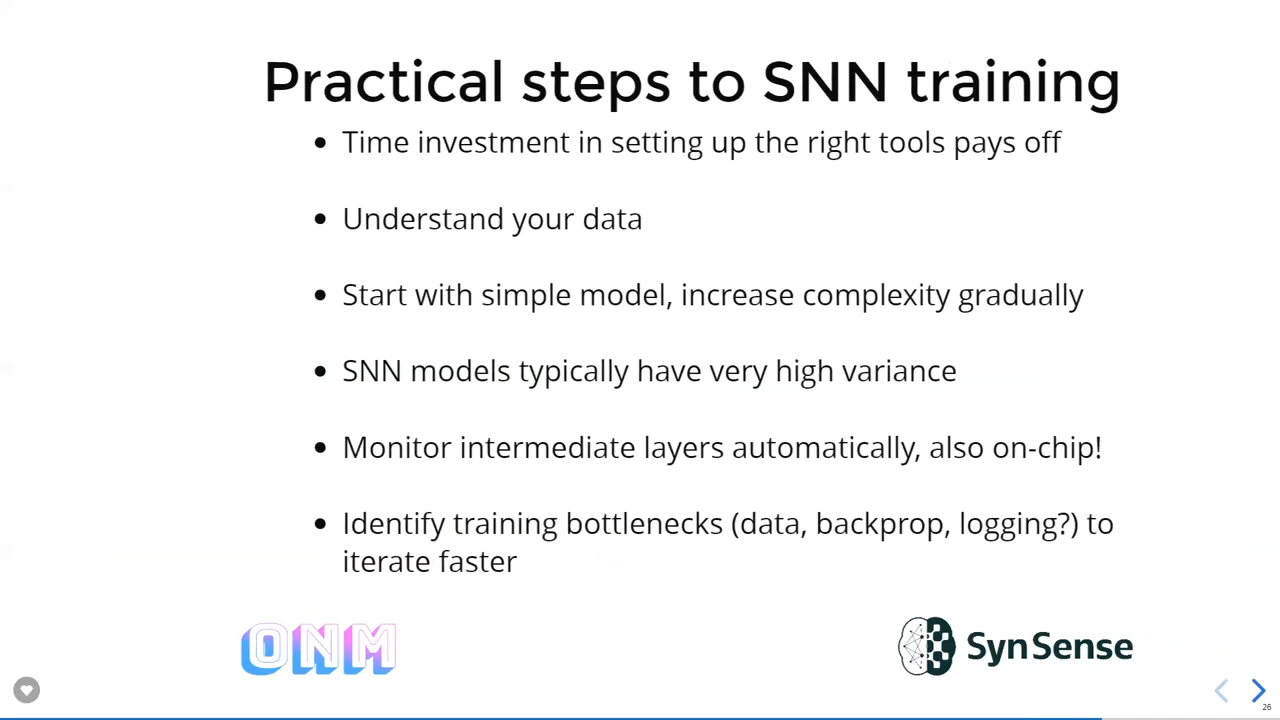 Practical steps to SNN training
• Time investment in setting up the right tools pays off
• Understand your data
• Start with simple model, increase complexity gradually
• SNN models typically have very high variance
• Monitor intermediate layers automatically, also on-chip!
• Identify training bottlenecks (data, backprop, logging?) to
iterate faster
ONM
SynSense
26